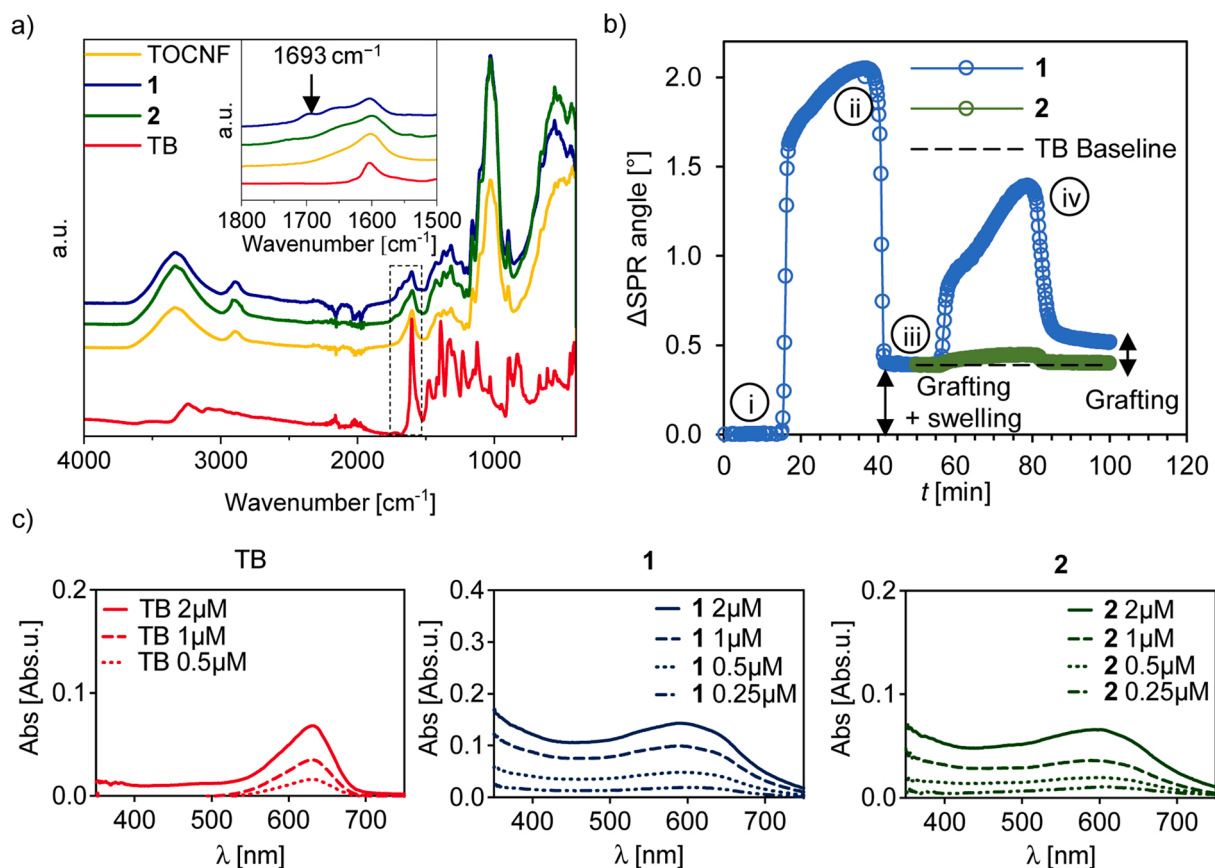 a)
TOCNF
1
2
TB
a.u.
1693 cm⁻¹
a.u.
1800 1700 1600 1500
Wavenumber [cm⁻¹]
4000 3000 2000 1000
Wavenumber [cm⁻¹]
b)
ΔSPR angle [°]
2.0
1.5
1.0
0.5
0.0
1
2
TB Baseline
i
ii
iii
iv
Grafting
+ swelling
Grafting
0 20 40 60 80 100 120
t [min]
c)
TB
Abs [Abs.u.]
0.2
0.1
0.0
TB 2µM
TB 1µM
TB 0.5µM
400 500 600 700
λ [nm]
1
Abs [Abs.u.]
0.4
0.3
0.2
0.1
0.0
1 2µM
1 1µM
1 0.5µM
1 0.25µM
400 500 600 700
λ [nm]
2
Abs [Abs.u.]
0.2
0.1
0.0
2 2µM
2 1µM
2 0.5µM
2 0.25µM
400 500 600 700
λ [nm]